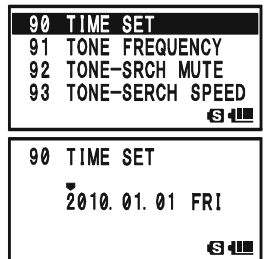 90 TIME SET
91 TONE FREQUENCY
92 TONE-SRCH MUTE
93 TONE-SERCH SPEED
S
90 TIME SET
2010.01.01 FRI
S